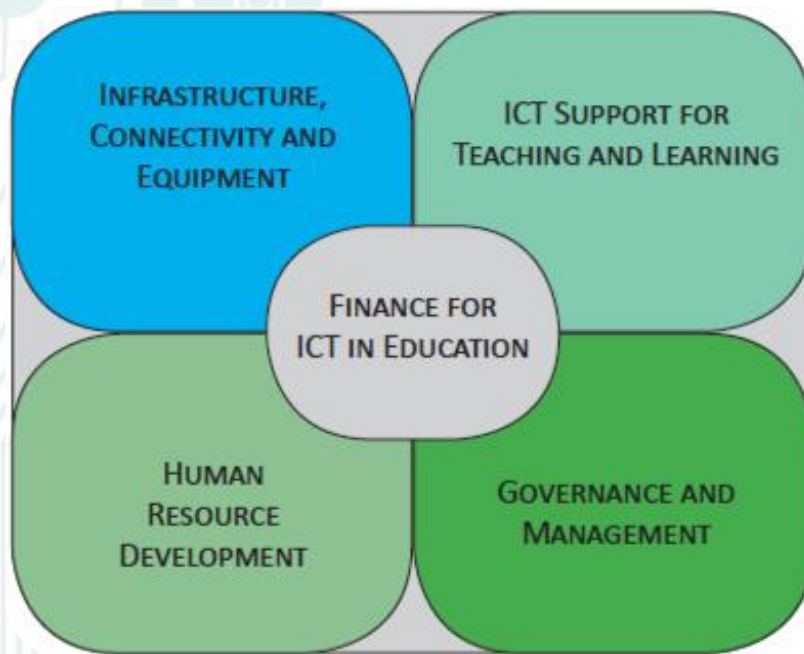 INFRASTRUCTURE,
CONNECTIVITY AND
EQUIPMENT
ICT SUPPORT FOR
TEACHING AND LEARNING
FINANCE FOR
ICT IN EDUCATION
HUMAN
RESOURCE
DEVELOPMENT
GOVERNANCE AND
MANAGEMENT